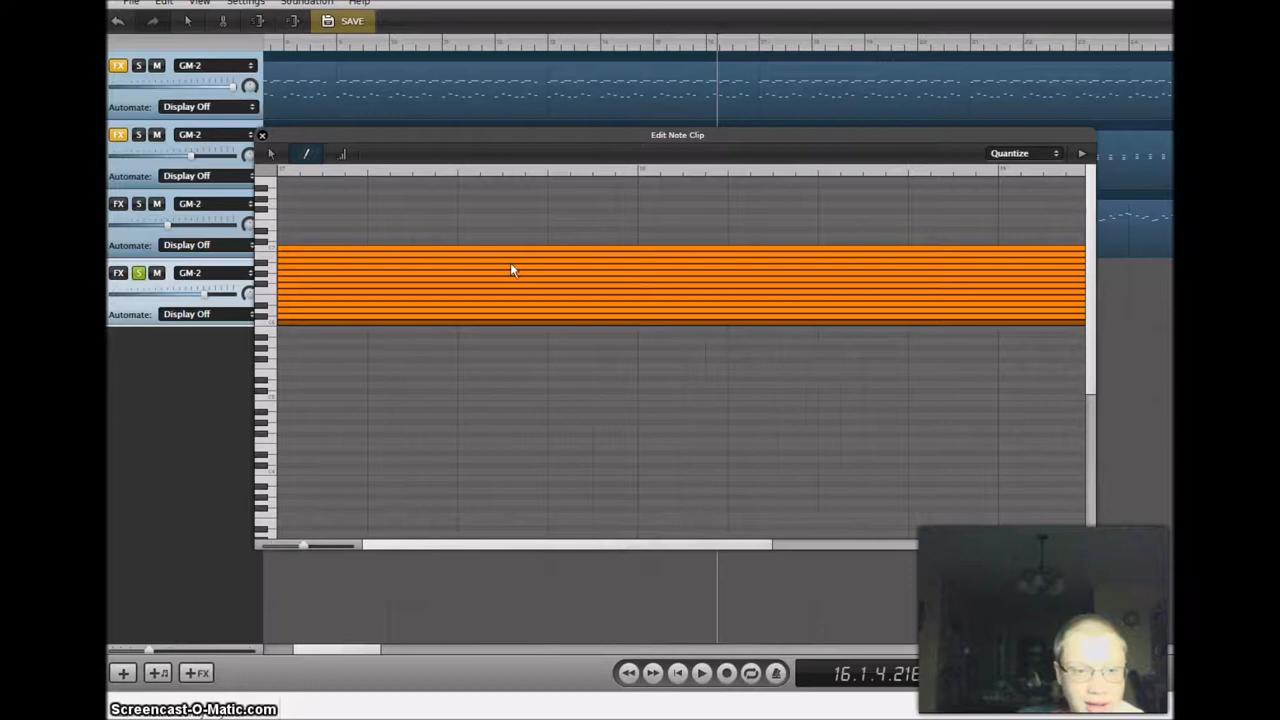 File Edit View Settings Soundation Help
SAVE
FX S M GM-2
Automate: Display Off
FX S M GM-2
Automate: Display Off
FX S M GM-2
Automate: Display Off
FX S M GM-2
Automate: Display Off
Edit Note Clip
Quantize
+FX
16.1.4.216
Screencast-O-Matic.com